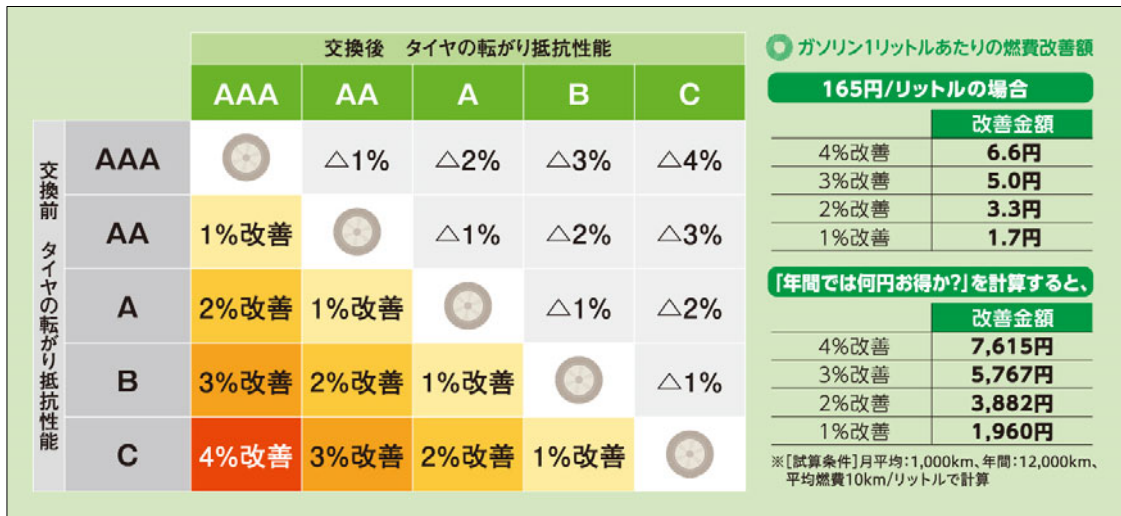 交換後 タイヤの転がり抵抗性能
AAA AA A B C
交換前 タイヤの転がり抵抗性能
AAA △1% △2% △3% △4%
AA 1%改善 △1% △2% △3%
A 2%改善 1%改善 △1% △2%
B 3%改善 2%改善 1%改善 △1%
C 4%改善 3%改善 2%改善 1%改善
ガソリン1リットルあたりの燃費改善額
165円/リットルの場合
改善金額
4%改善 6.6円
3%改善 5.0円
2%改善 3.3円
1%改善 1.7円
「年間では何円お得か?」を計算すると、
改善金額
4%改善 7,615円
3%改善 5,767円
2%改善 3,882円
1%改善 1,960円
※[試算条件]月平均:1,000km、年間:12,000km、
平均燃費10km/リットルで計算